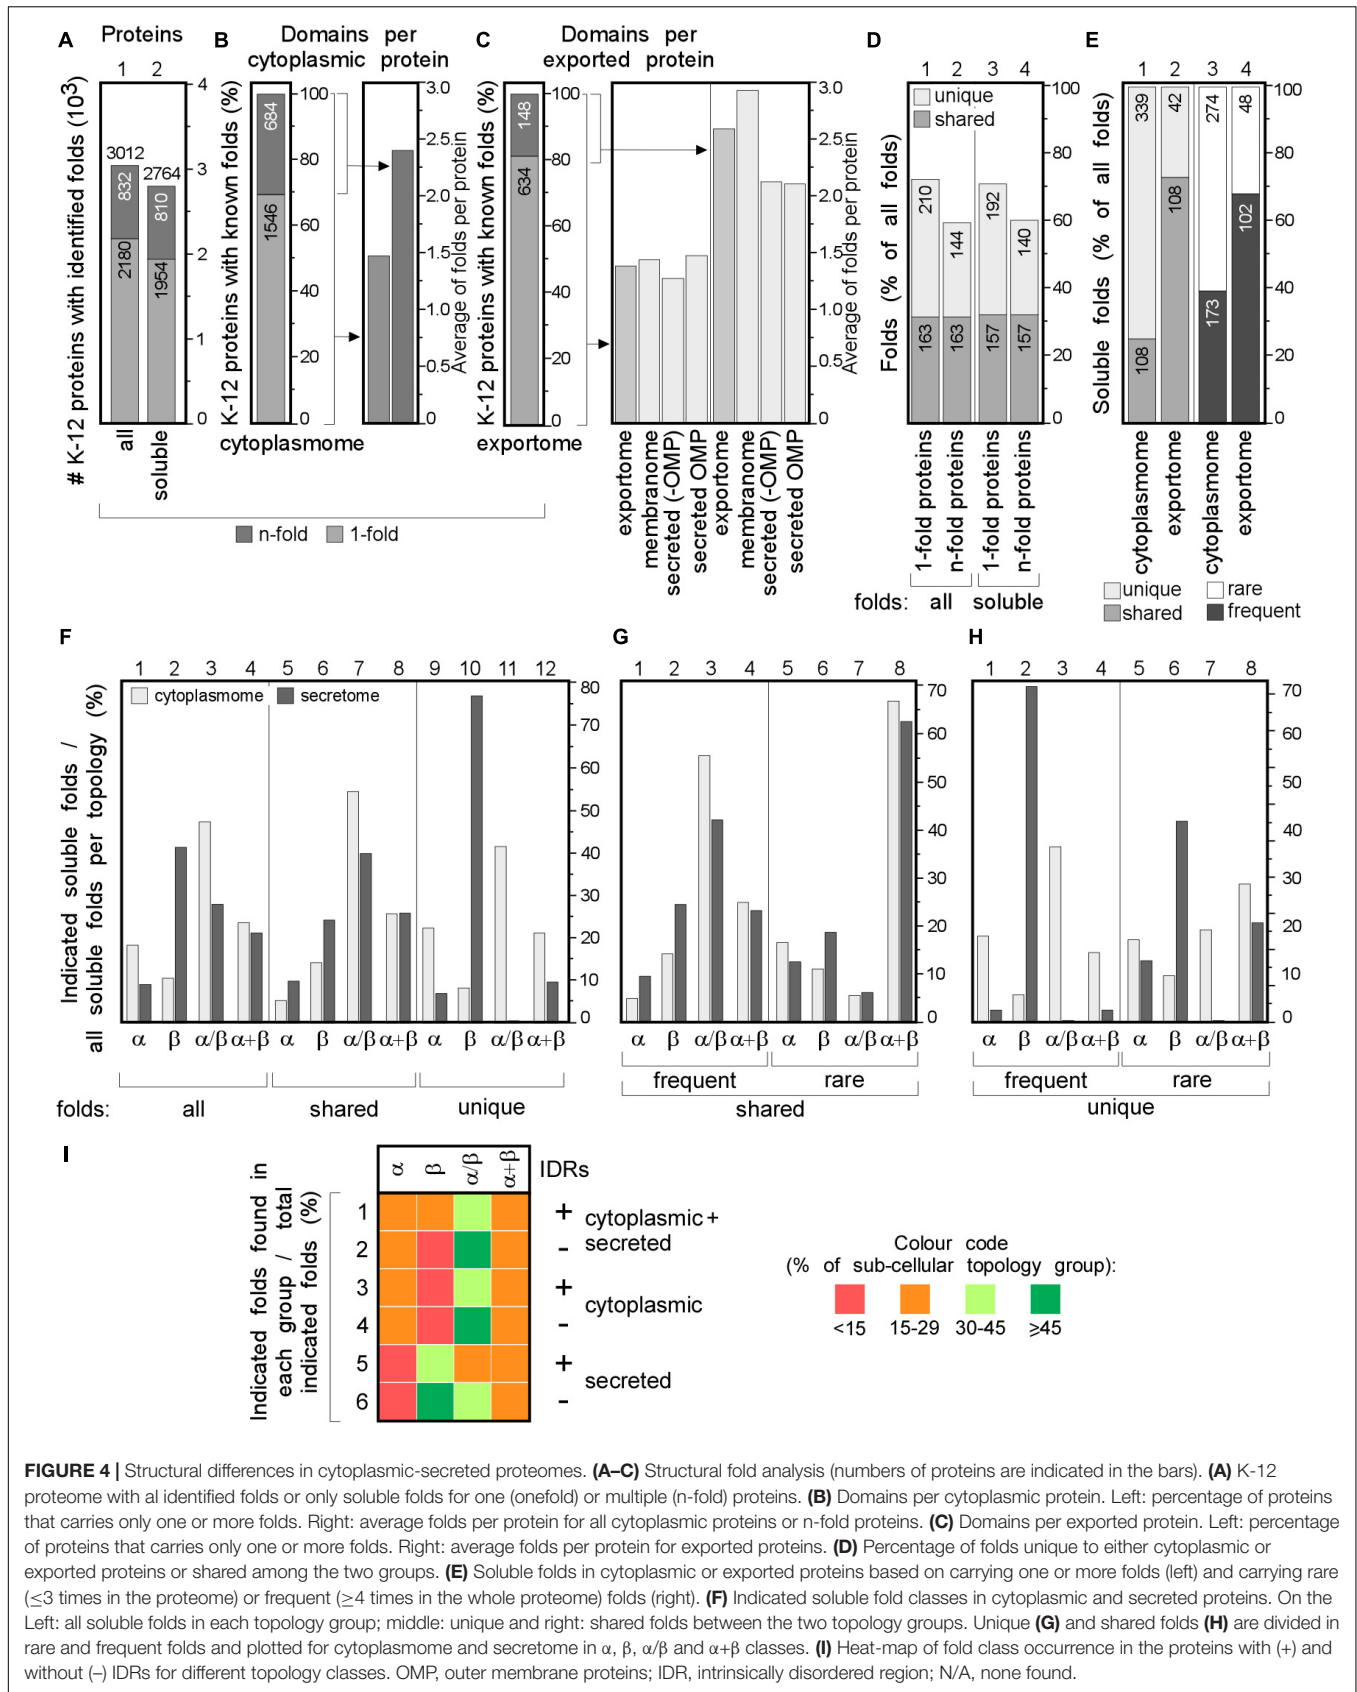 A Proteins
1 2
# K-12 proteins with identified folds (10³)
4
3
2
1
0
3012
832
2180
2764
810
1954
all
soluble
B Domains per
cytoplasmic protein
K-12 proteins with known folds (%)
684
1546
100
80
60
40
20
0
cytoplasmome
3.0
2.5
2.0
1.5
1.0
0.5
0
Average of folds per protein
n-fold 1-fold
C Domains per
exported protein
K-12 proteins with known folds (%)
148
634
100
80
60
40
20
0
exportome
3.0
2.5
2.0
1.5
1.0
0.5
0
Average of folds per protein
exportome
membranome
secreted (-OMP)
secreted OMP
exportome
membranome
secreted (-OMP)
secreted OMP
D
1 2 3 4
Folds (% of all folds)
unique
shared
210
163
144
163
192
157
140
157
100
80
60
40
20
0
1-fold proteins
n-fold proteins
1-fold proteins
n-fold proteins
folds: all soluble
E
1 2 3 4
Soluble folds (% of all folds)
339
108
42
108
274
173
48
102
100
80
60
40
20
0
cytoplasmome
exportome
cytoplasmome
exportome
unique rare
shared frequent
F
1 2 3 4 5 6 7 8 9 10 11 12
Indicated soluble folds /
all soluble folds per topology (%)
cytoplasmome secretome
80
70
60
50
40
30
20
10
0
α β α/β α+β α β α/β α+β α β α/β α+β
folds: all shared unique
G
1 2 3 4 5 6 7 8
70
60
50
40
30
20
10
0
α β α/β α+β α β α/β α+β
frequent rare
shared
H
1 2 3 4 5 6 7 8
70
60
50
40
30
20
10
0
α β α/β α+β α β α/β α+β
frequent rare
unique
I
Indicated folds found in
each group / total
indicated folds (%)
α β α/β α+β IDRs
1 +
2 -
cytoplasmic +
secreted
3 +
4 -
cytoplasmic
5 +
6 -
secreted
Colour code
(% of sub-cellular topology group):
<15 15-29 30-45 ≥45
FIGURE 4 | Structural differences in cytoplasmic-secreted proteomes. (A–C) Structural fold analysis (numbers of proteins are indicated in the bars). (A) K-12
proteome with al identified folds or only soluble folds for one (onefold) or multiple (n-fold) proteins. (B) Domains per cytoplasmic protein. Left: percentage of proteins
that carries only one or more folds. Right: average folds per protein for all cytoplasmic proteins or n-fold proteins. (C) Domains per exported protein. Left: percentage
of proteins that carries only one or more folds. Right: average folds per protein for exported proteins. (D) Percentage of folds unique to either cytoplasmic or
exported proteins or shared among the two groups. (E) Soluble folds in cytoplasmic or exported proteins based on carrying one or more folds (left) and carrying rare
(≤3 times in the proteome) or frequent (≥4 times in the whole proteome) folds (right). (F) Indicated soluble fold classes in cytoplasmic and secreted proteins. On the
Left: all soluble folds in each topology group; middle: unique and right: shared folds between the two topology groups. Unique (G) and shared folds (H) are divided in
rare and frequent folds and plotted for cytoplasmome and secretome in α, β, α/β and α+β classes. (I) Heat-map of fold class occurrence in the proteins with (+) and
without (–) IDRs for different topology classes. OMP, outer membrane proteins; IDR, intrinsically disordered region; N/A, none found.